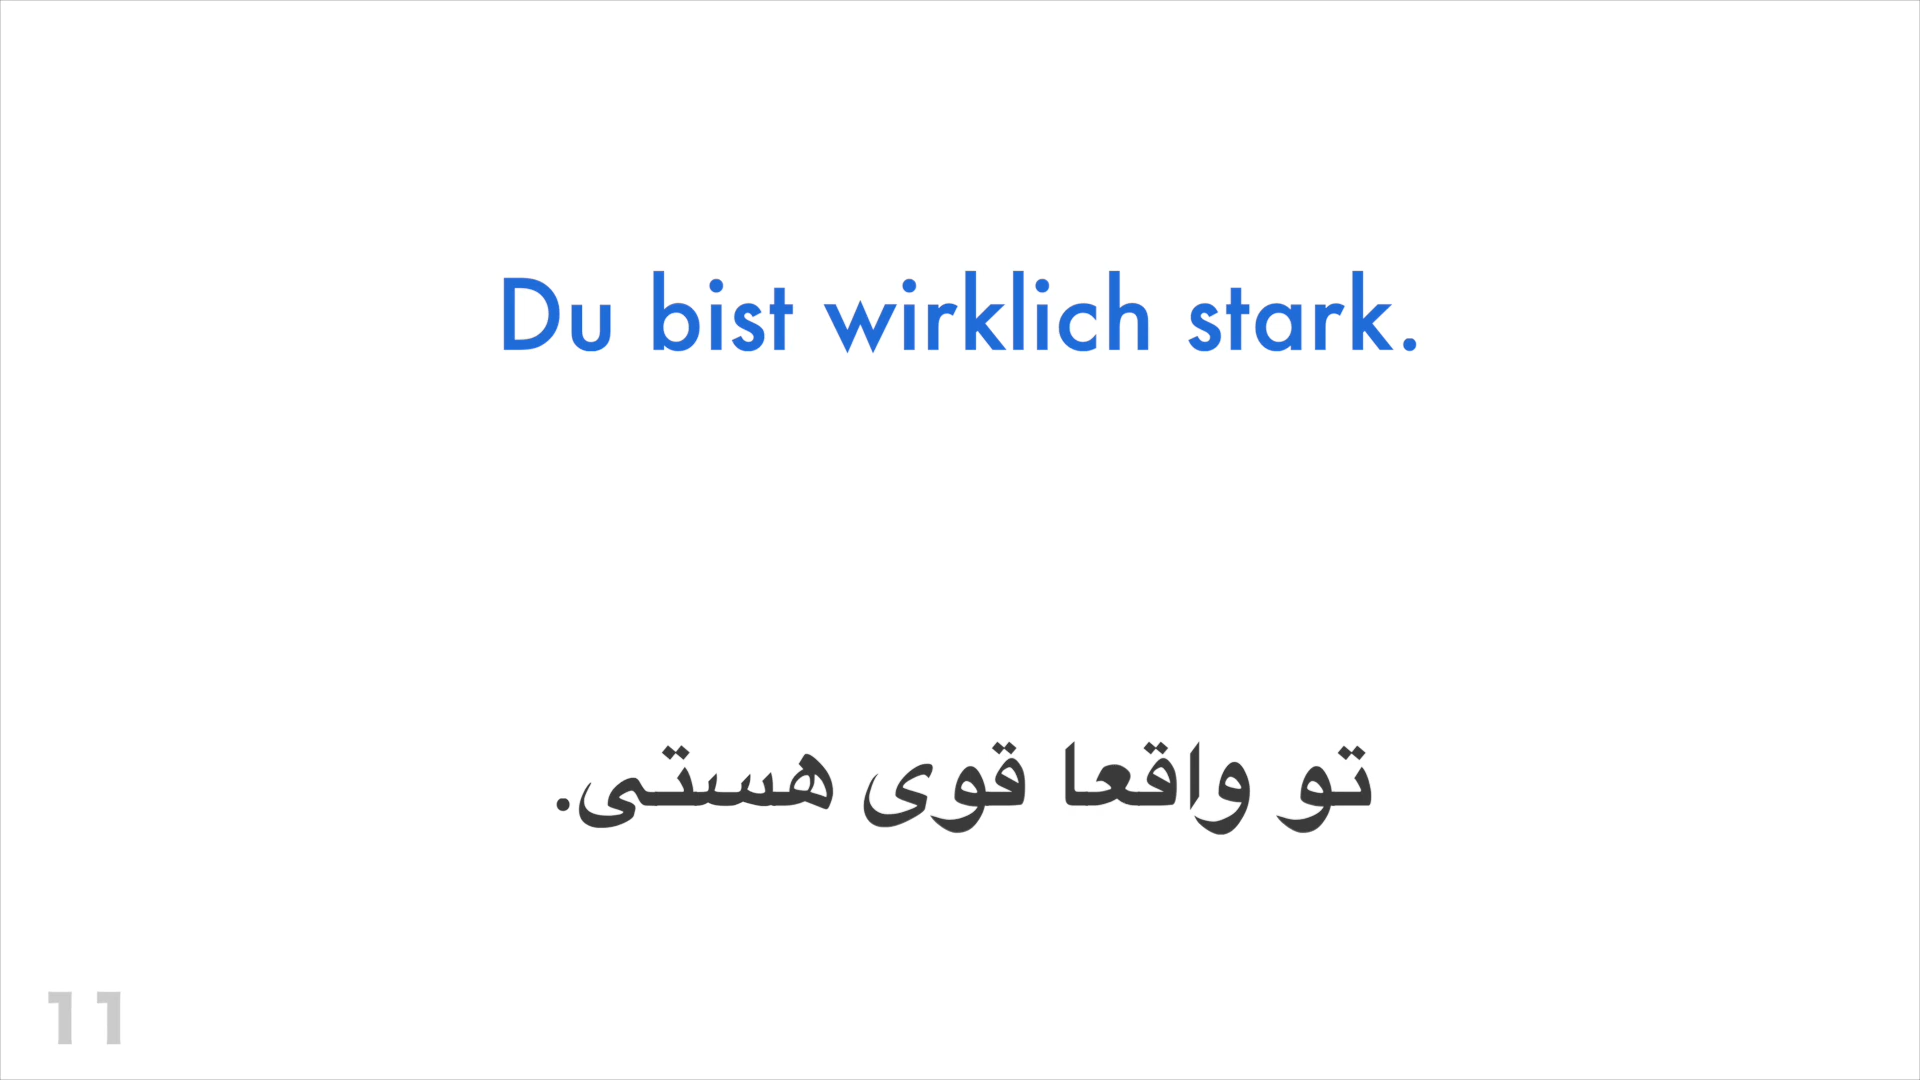 Du bist wirklich stark.
تو واقعا قوی هستی.
11